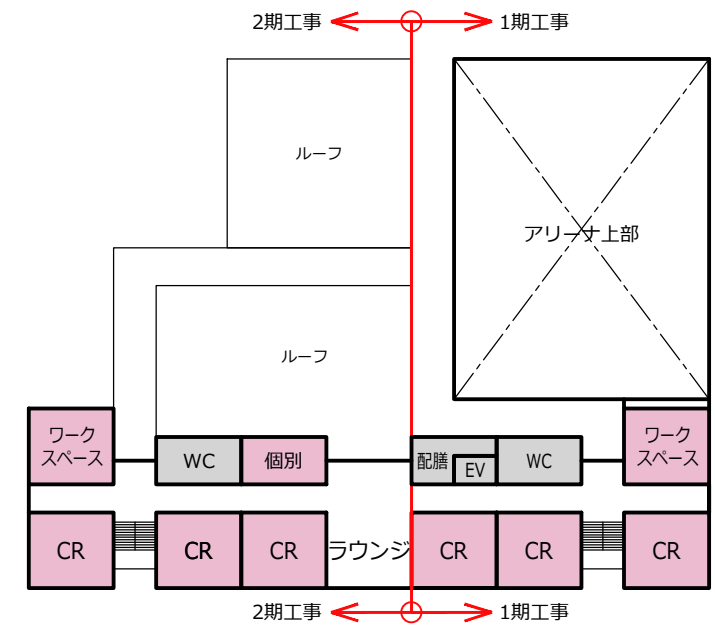 2期工事
1期工事
ルーフ
アリーナ上部
ルーフ
ワーク
スペース
WC
個別
配膳
EV
WC
ワーク
スペース
CR
CR
CR
ラウンジ
CR
CR
CR
2期工事
1期工事